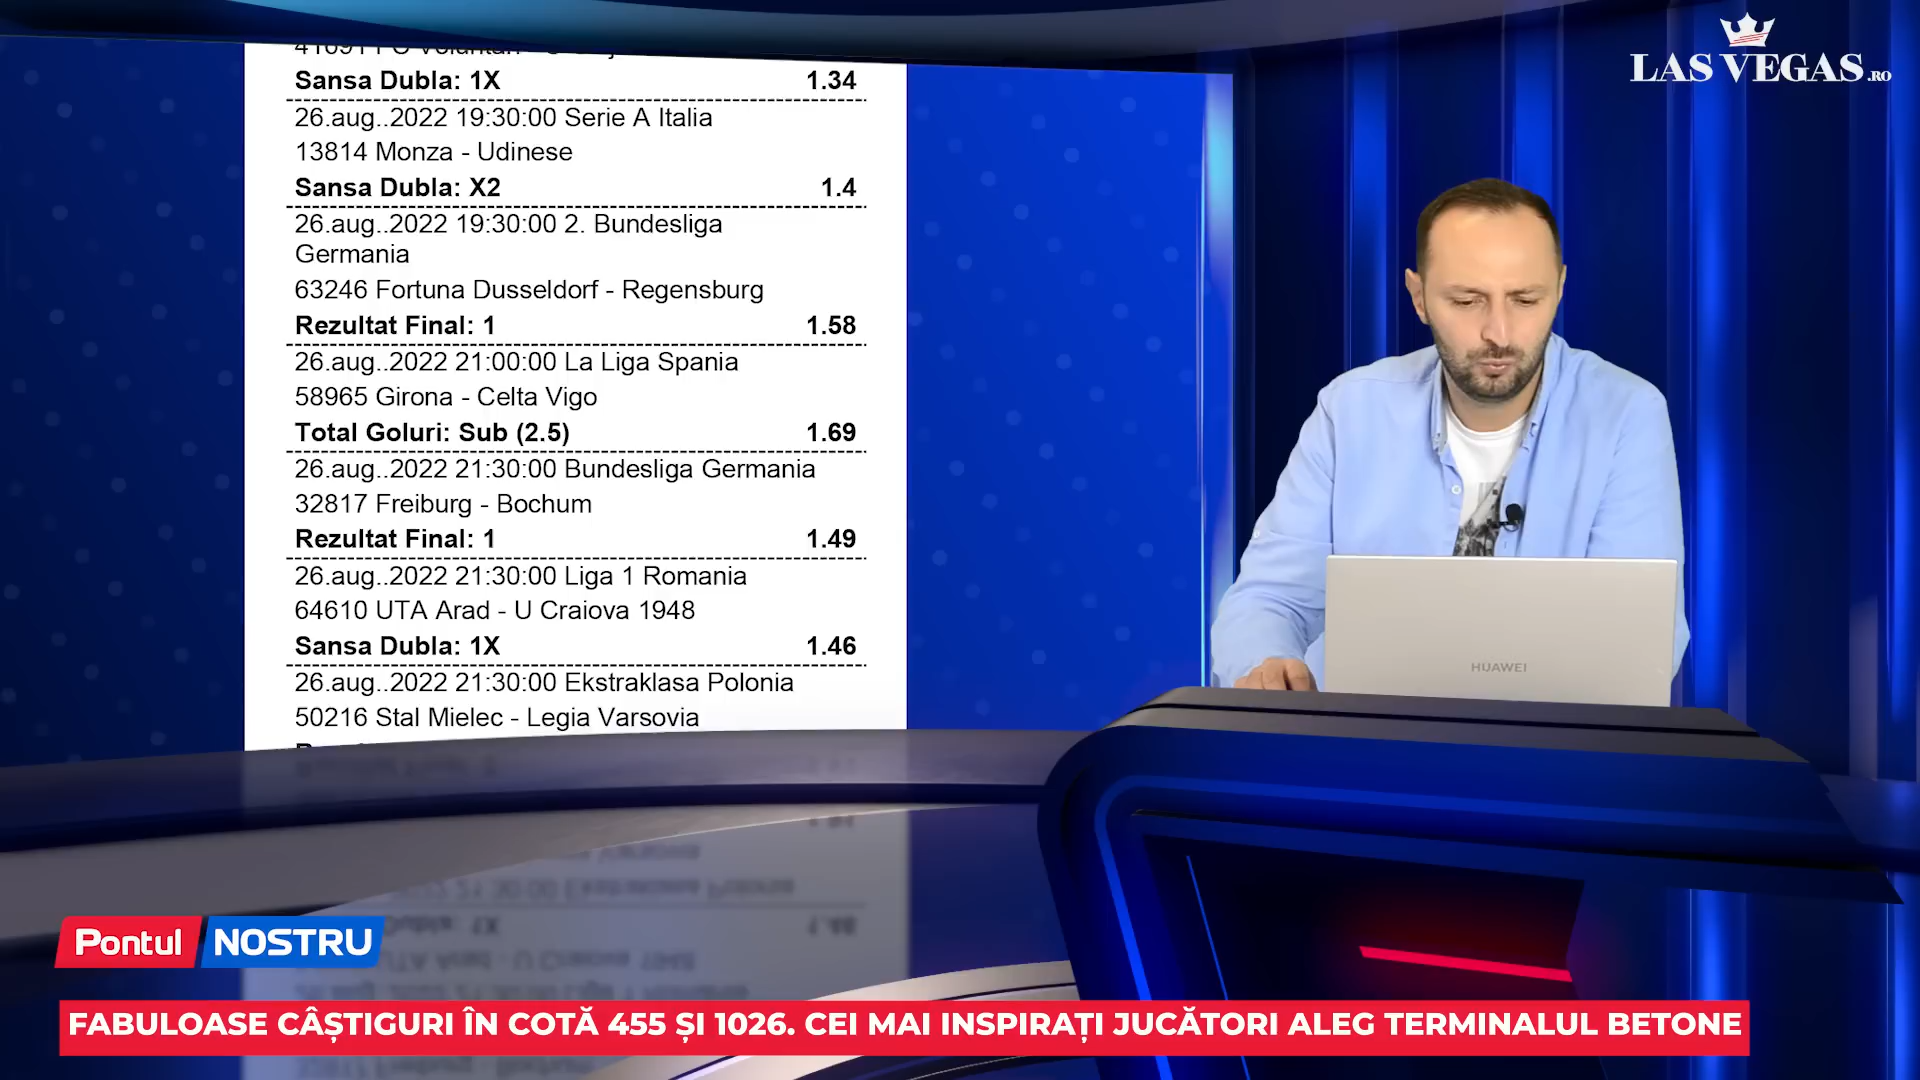 LAS VEGAS.RO
Sansa Dubla: 1X 1.34
26.aug..2022 19:30:00 Serie A Italia
13814 Monza - Udinese
Sansa Dubla: X2 1.4
26.aug..2022 19:30:00 2. Bundesliga
Germania
63246 Fortuna Dusseldorf - Regensburg
Rezultat Final: 1 1.58
26.aug..2022 21:00:00 La Liga Spania
58965 Girona - Celta Vigo
Total Goluri: Sub (2.5) 1.69
26.aug..2022 21:30:00 Bundesliga Germania
32817 Freiburg - Bochum
Rezultat Final: 1 1.49
26.aug..2022 21:30:00 Liga 1 Romania
64610 UTA Arad - U Craiova 1948
Sansa Dubla: 1X 1.46
26.aug..2022 21:30:00 Ekstraklasa Polonia
50216 Stal Mielec - Legia Varsovia
HUAWEI
Pontul NOSTRU
FABULOASE CÂȘTIGURI ÎN COTĂ 455 ȘI 1026. CEI MAI INSPIRAȚI JUCĂTORI ALEG TERMINALUL BETONE